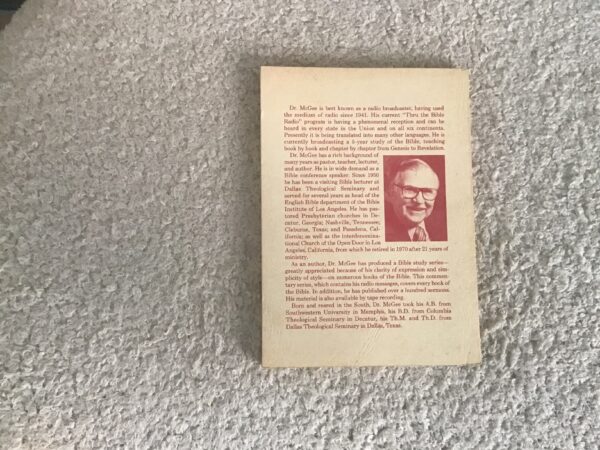 Dr. McGee is best known as a radio broadcaster, having used
the medium of radio since 1941. His current "Thru the Bible
Radio" program is having a phenomenal reception and can be
heard in every state in the Union and on all six continents.
Presently it is being translated into many other languages. He is
currently broadcasting a 5-year study of the Bible, teaching
book by book and chapter by chapter from Genesis to Revelation.
Dr. McGee has a rich background of
many years as pastor, teacher, lecturer,
and author. He is in wide demand as a
Bible conference speaker. Since 1950
he has been a visiting Bible lecturer at
Dallas Theological Seminary and
served for several years as head of the
English Bible department of the Bible
Institute of Los Angeles. He has pas-
tored Presbyterian churches in De-
catur, Georgia; Nashville, Tennessee;
Cleburne, Texas; and Pasadena, Cal-
ifornia; as well as the interdenomina-
tional Church of the Open Door in Los
Angeles, California, from which he retired in 1970 after 21 years of
ministry.
As an author, Dr. McGee has produced a Bible study series—
greatly appreciated because of his clarity of expression and sim-
plicity of style—on numerous books of the Bible. This commen-
tary series, which contains his radio messages, covers every book of
the Bible. In addition, he has published over a hundred sermons.
His material is also available by tape recording.
Born and reared in the South, Dr. McGee took his A.B. from
Southwestern University in Memphis, his B.D. from Columbia
Theological Seminary in Decatur, his Th.M. and Th.D. from
Dallas Theological Seminary in Dallas, Texas.